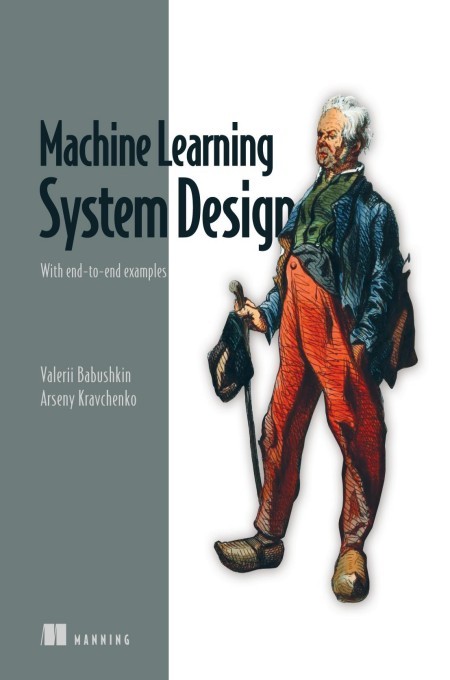 Machine Learning
System Design
With end-to-end examples
Valerii Babushkin
Arseny Kravchenko
MANNING